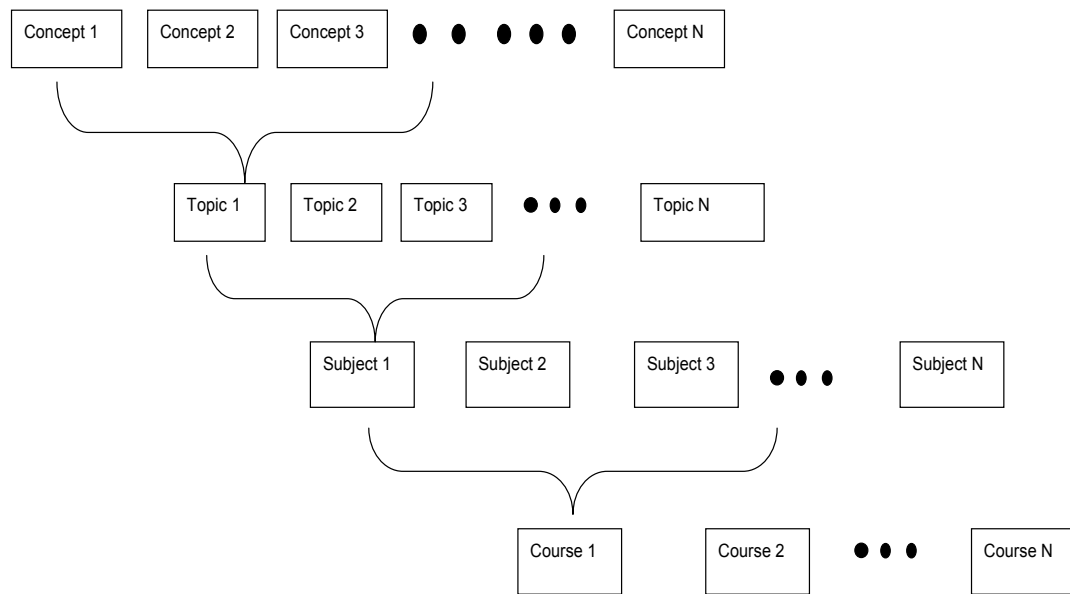 Concept 1
Concept 2
Concept 3
Concept N
Topic 1
Topic 2
Topic 3
Topic N
Subject 1
Subject 2
Subject 3
Subject N
Course 1
Course 2
Course N